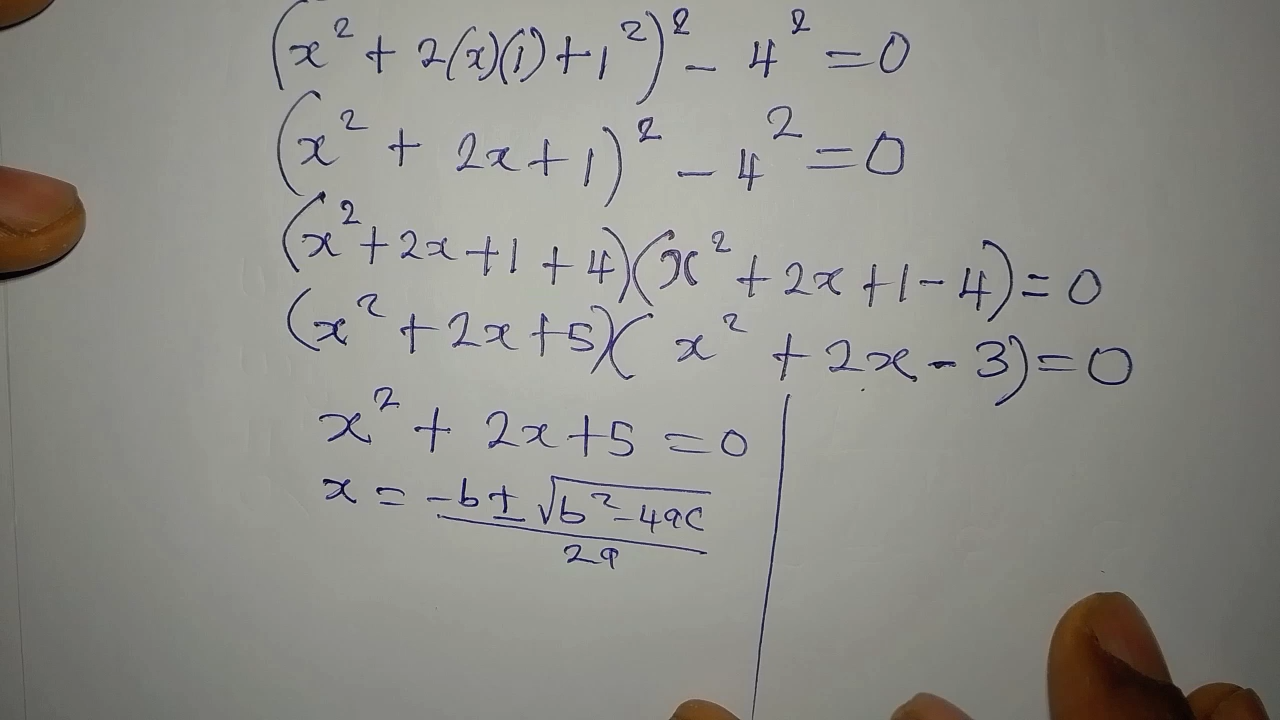 (x² + 2(x)(1) + 1²)² - 4² = 0
(x² + 2x + 1)² - 4² = 0
(x² + 2x + 1 + 4)(x² + 2x + 1 - 4) = 0
(x² + 2x + 5)(x² + 2x - 3) = 0
x² + 2x + 5 = 0
x = -b ± √b² - 4ac
2a